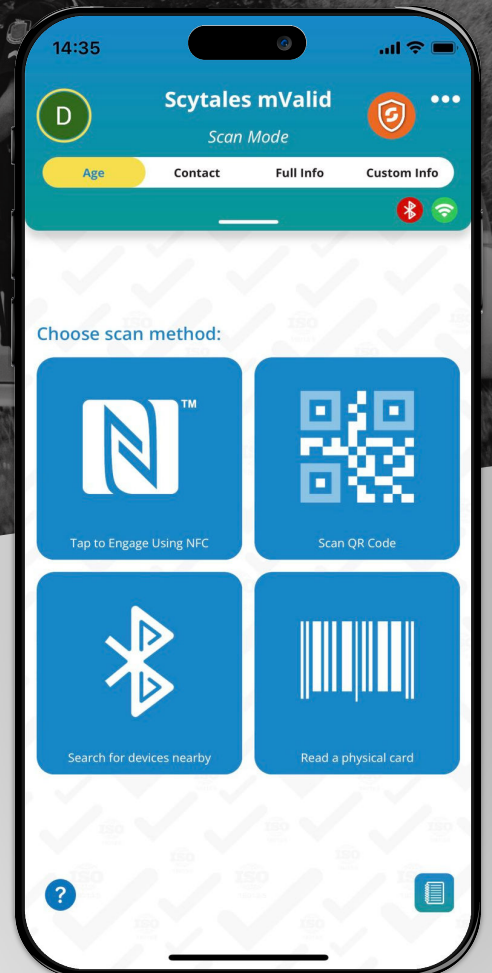 14:35
D
Scytales mValid
Scan Mode
Age
Contact
Full Info
Custom Info
Choose scan method:
TM
Tap to Engage Using NFC
Scan QR Code
Search for devices nearby
Read a physical card
?
ISO